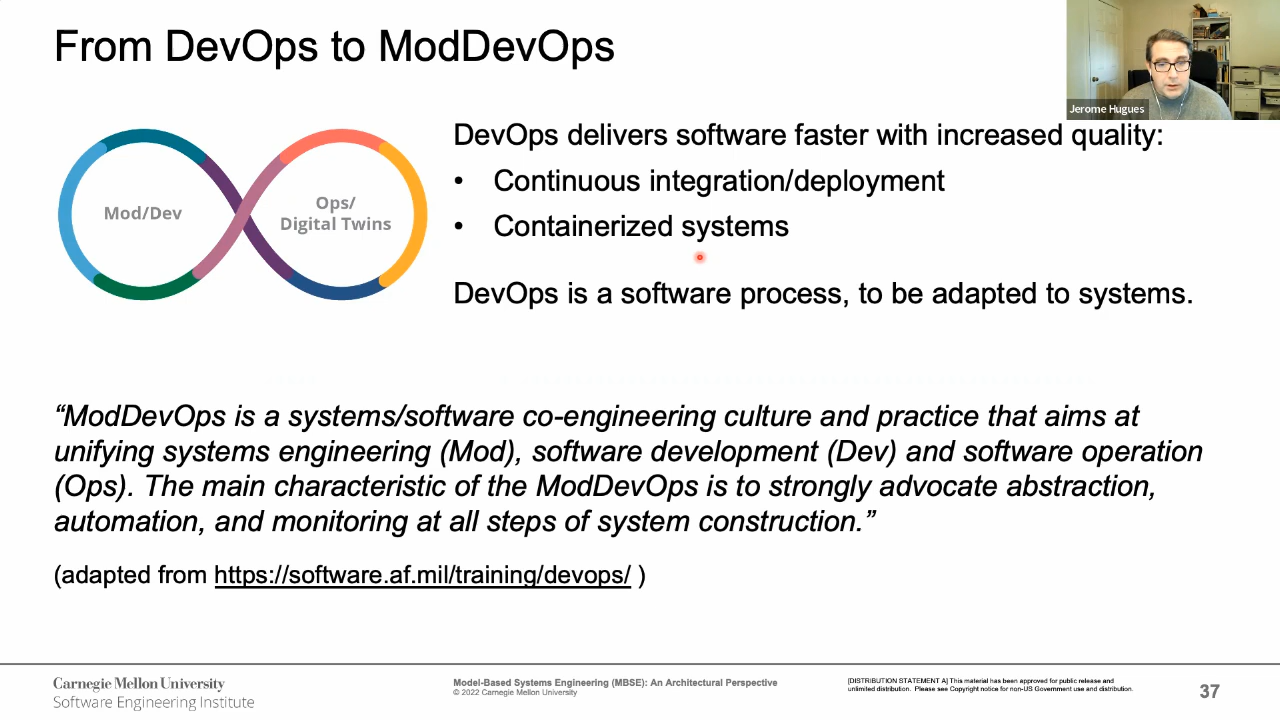 From DevOps to ModDevOps
Jerome Hugues
Mod/Dev
Ops/
Digital Twins
DevOps delivers software faster with increased quality:
• Continuous integration/deployment
• Containerized systems
DevOps is a software process, to be adapted to systems.
“ModDevOps is a systems/software co-engineering culture and practice that aims at
unifying systems engineering (Mod), software development (Dev) and software operation
(Ops). The main characteristic of the ModDevOps is to strongly advocate abstraction,
automation, and monitoring at all steps of system construction.”
(adapted from https://software.af.mil/training/devops/ )
Carnegie Mellon University
Software Engineering Institute
Model-Based Systems Engineering (MBSE): An Architectural Perspective
© 2022 Carnegie Mellon University
[DISTRIBUTION STATEMENT A] This material has been approved for public release and
unlimited distribution. Please see Copyright notice for non-US Government use and distribution.
37